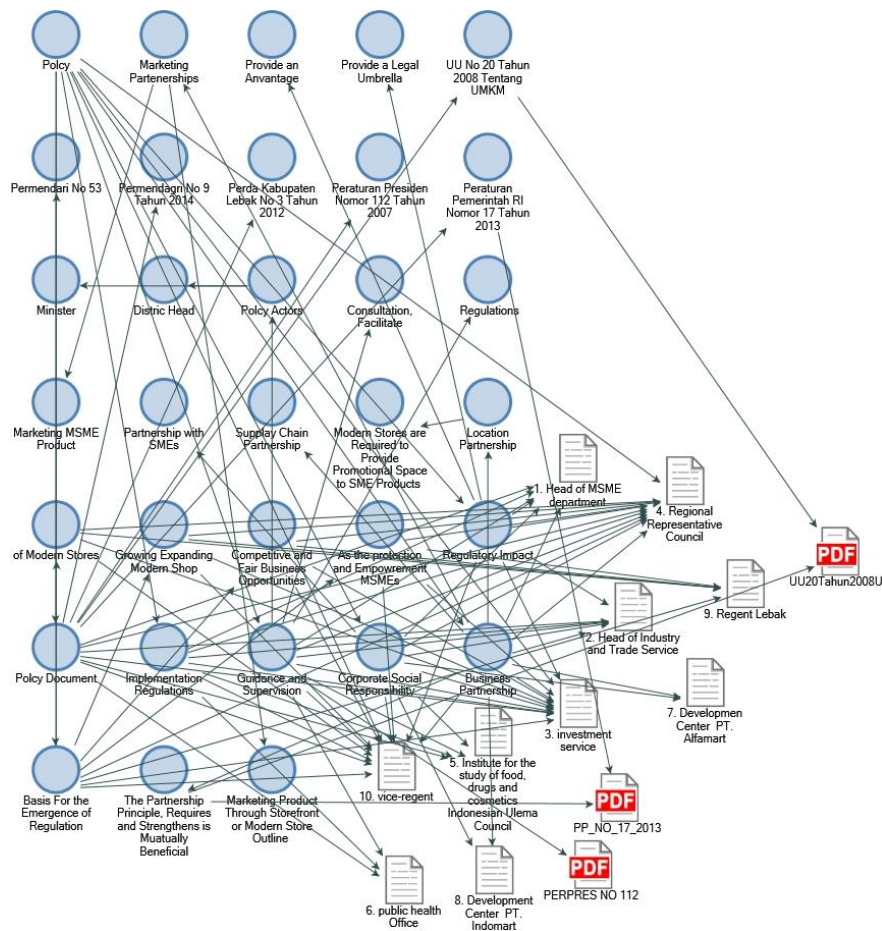 Polcy
Marketing
Partenerships
Provide an
Anvantage
Provide a Legal
Umbrella
UU No 20 Tahun
2008 Tentang
UMKM
Permendari No 53
Permendagri No 9
Tahun 2014
Perda Kabupaten
Lebak No 3 Tahun
2012
Peraturan Presiden
Nomor 112 Tahun
2007
Peraturan
Pemerintah RI
Nomor 17 Tahun
2013
Minister
Distric Head
Polcy Actors
Consultation,
Facilitate
Regulations
Marketing MSME
Product
Partnership with
SMEs
Supplay Chain
Partnership
Modern Stores are
Required to
Provide
Promotional Space
to SME Products
Location
Partnership
1. Head of MSME
department
4. Regional
Representative
Council
of Modern Stores
Growing Expanding
Modern Shop
Competitive and
Fair Business
Opportunities
As the protection
and Empowrement
MSMEs
Regulatory Impact
PDF
UU20Tahun2008U
9. Regent Lebak
2. Head of Industry
and Trade Service
Policy Document
Implementation
Regulations
Guidance and
Supervision
Corporate Social
Responsibility
Business
Partnership
7. Developmen
Center PT.
Alfamart
3. investment
service
5. Institute for the
study of food,
drugs and
cosmetics
Indonesian Ulema
Council
10. vice-regent
Basis For the
Emergence of
Regulation
The Partnership
Principle, Requires
and Strengthens is
Muatually
Beneficial
Marketing Product
Through Storefront
or Modern Store
Outline
PDF
PP_NO_17_2013
PDF
PERPRES NO 112
6. public health
Office
8. Development
Center PT.
Indomart